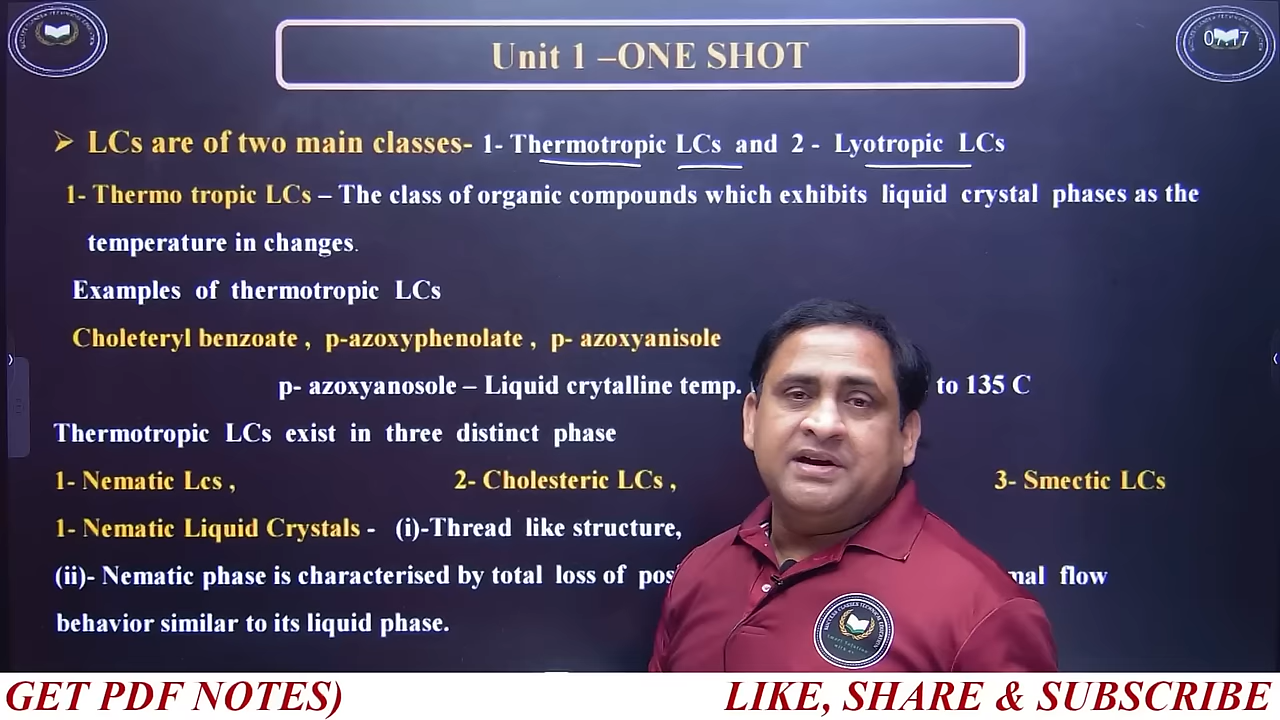 07:17
Unit 1 –ONE SHOT
➤ LCs are of two main classes- 1- Thermotropic LCs and 2 - Lyotropic LCs
1- Thermo tropic LCs – The class of organic compounds which exhibits liquid crystal phases as the
temperature in changes.
Examples of thermotropic LCs
Choleteryl benzoate , p-azoxyphenolate , p- azoxyanisole
p- azoxyanosole – Liquid crytalline temp. to 135 C
Thermotropic LCs exist in three distinct phase
1- Nematic Lcs , 2- Cholesteric LCs , 3- Smectic LCs
1- Nematic Liquid Crystals - (i)-Thread like structure,
(ii)- Nematic phase is characterised by total loss of flow
behavior similar to its liquid phase.
GET PDF NOTES) LIKE, SHARE & SUBSCRIBE